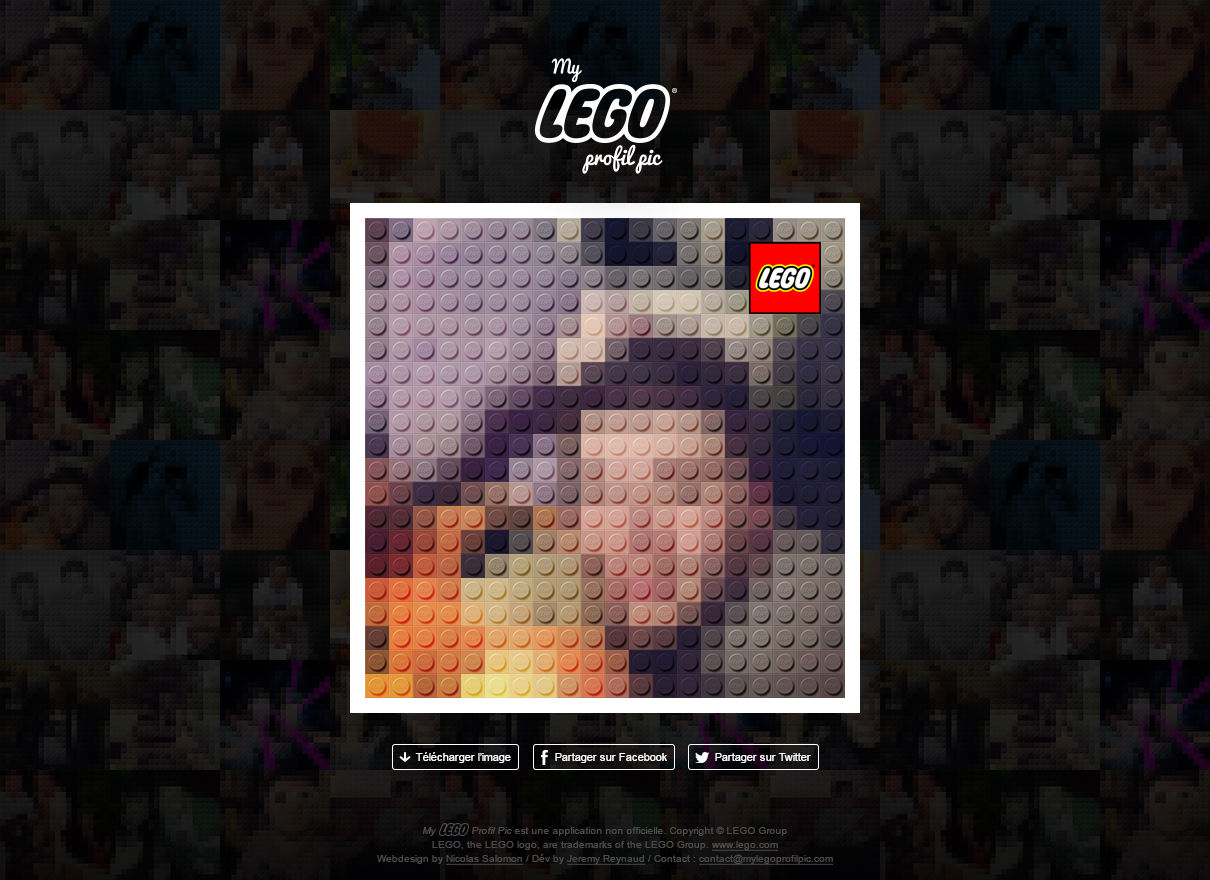 My
LEGO®
profil pic
LEGO
Télécharger l'image
Partager sur Facebook
Partager sur Twitter
My LEGO Profil Pic est une application non officielle. Copyright © LEGO Group
LEGO, the LEGO logo, are trademarks of the LEGO Group. www.lego.com
Webdesign by Nicolas Salomon / Dév by Jeremy Reynaud / Contact : contact@mylegoprofilpic.com